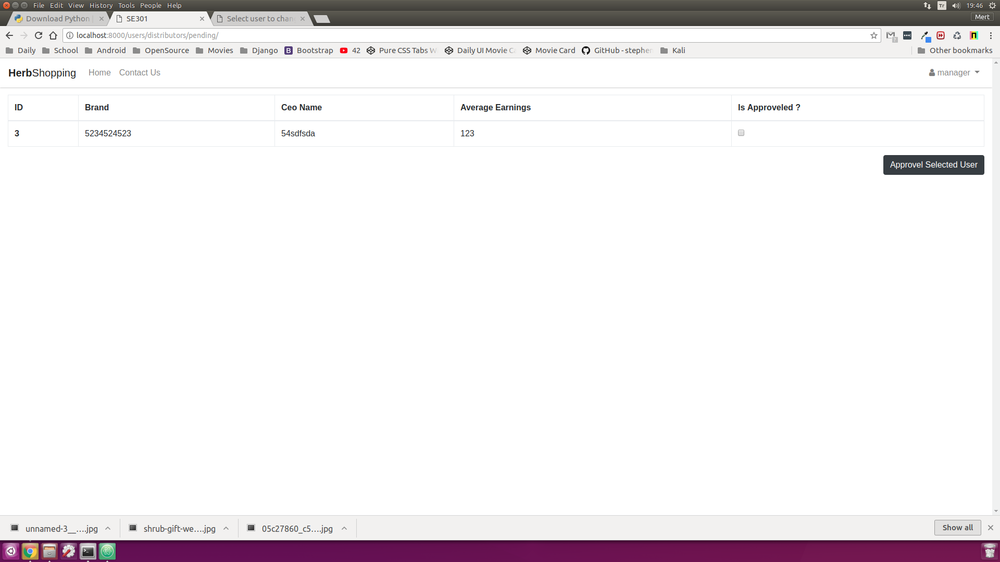 File Edit View History Tools People Help
Tr 19:46
Download Python SE301 Select user to chan
Mert
localhost:8000/users/distributors/pending/
Daily School Android OpenSource Movies Django Bootstrap 42 Pure CSS Tabs W Daily UI Movie Ca Movie Card GitHub - stephen Kali Other bookmarks
HerbShopping Home Contact Us manager
ID Brand Ceo Name Average Earnings Is Approveled ?
3 5234524523 54sdfsda 123
Approvel Selected User
unnamed-3__....jpg shrub-gift-we....jpg 05c27860_c5....jpg Show all